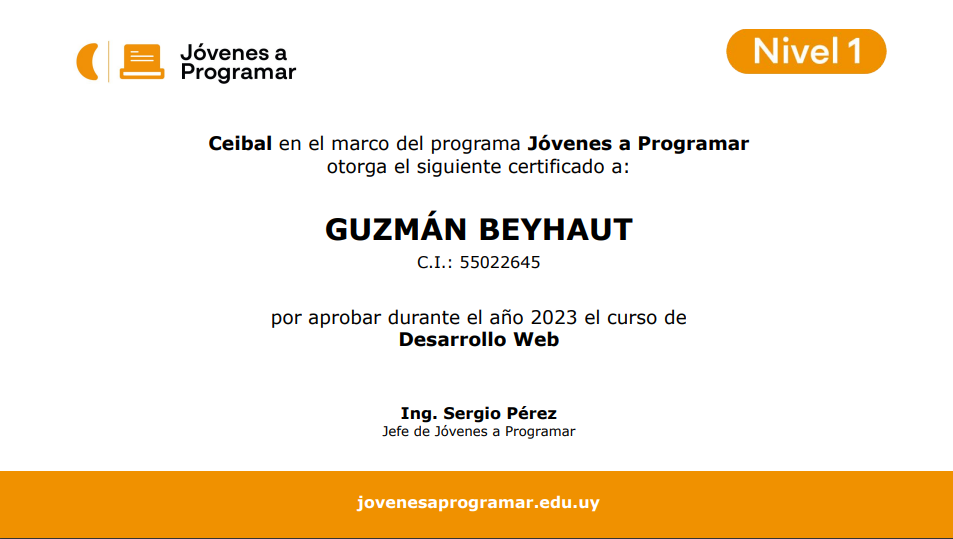 Jóvenes a
Programar
Nivel 1
Ceibal en el marco del programa Jóvenes a Programar
otorga el siguiente certificado a:
GUZMÁN BEYHAUT
C.I.: 55022645
por aprobar durante el año 2023 el curso de
Desarrollo Web
Ing. Sergio Pérez
Jefe de Jóvenes a Programar
jovenesaprogramar.edu.uy